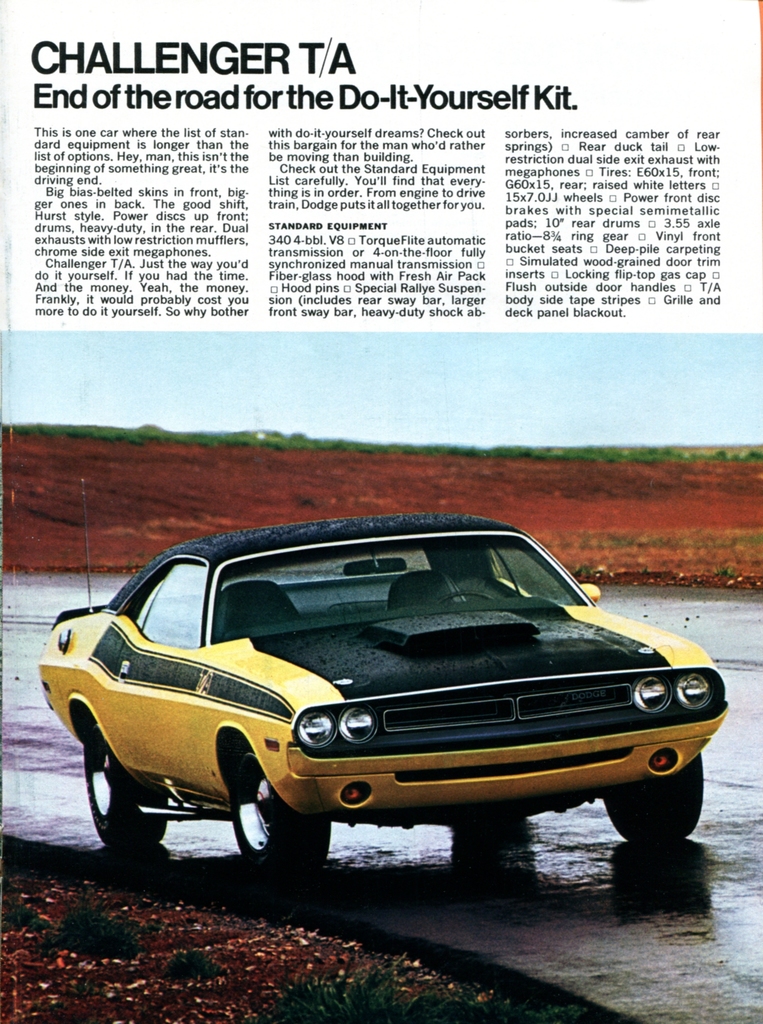 CHALLENGER T/A
End of the road for the Do-It-Yourself Kit.
This is one car where the list of stan-
dard equipment is longer than the
list of options. Hey, man, this isn't the
beginning of something great, it's the
driving end.
Big bias-belted skins in front, big-
ger ones in back. The good shift,
Hurst style. Power discs up front;
drums, heavy-duty, in the rear. Dual
exhausts with low restriction mufflers,
chrome side exit megaphones.
Challenger T/A. Just the way you'd
do it yourself. If you had the time.
And the money. Yeah, the money.
Frankly, it would probably cost you
more to do it yourself. So why bother
with do-it-yourself dreams? Check out
this bargain for the man who'd rather
be moving than building.
Check out the Standard Equipment
List carefully. You'll find that every-
thing is in order. From engine to drive
train, Dodge puts it all together for you.
STANDARD EQUIPMENT
340 4-bbl. V8 □ TorqueFlite automatic
transmission or 4-on-the-floor fully
synchronized manual transmission □
Fiber-glass hood with Fresh Air Pack
□ Hood pins □ Special Rallye Suspen-
sion (includes rear sway bar, larger
front sway bar, heavy-duty shock ab-
sorbers, increased camber of rear
springs) □ Rear duck tail □ Low-
restriction dual side exit exhaust with
megaphones □ Tires: E60x15, front;
G60x15, rear; raised white letters □
15x7.0JJ wheels □ Power front disc
brakes with special semimetallic
pads; 10" rear drums □ 3.55 axle
ratio—8¾ ring gear □ Vinyl front
bucket seats □ Deep-pile carpeting
□ Simulated wood-grained door trim
inserts □ Locking flip-top gas cap □
Flush outside door handles □ T/A
body side tape stripes □ Grille and
deck panel blackout.
T/A
DODGE